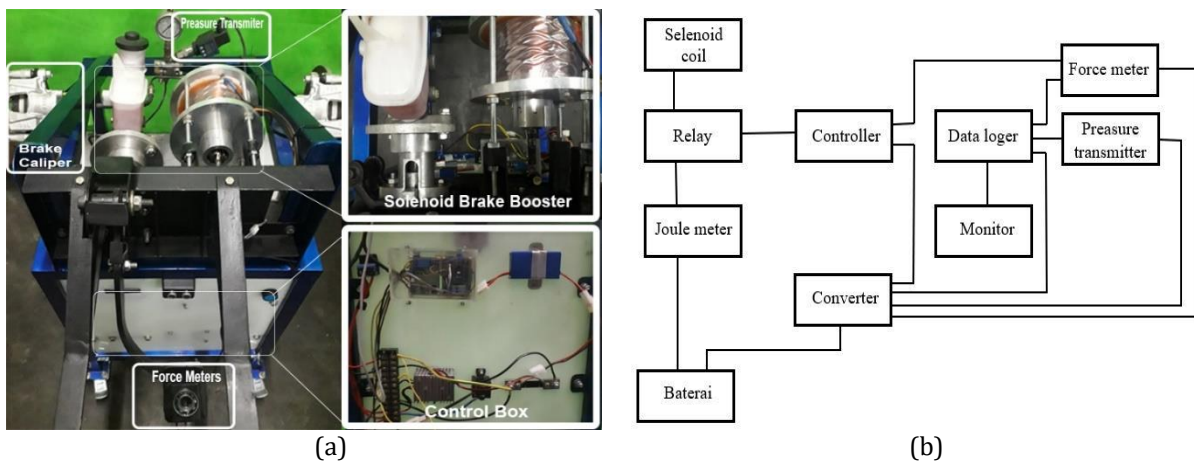 Preasure Transmiter
Brake
Caliper
Solenoid Brake Booster
Force Meters
Control Box
(a)
Selenoid
coil
Relay
Joule meter
Baterai
Controller
Converter
Data loger
Monitor
Force meter
Preasure
transmitter
(b)